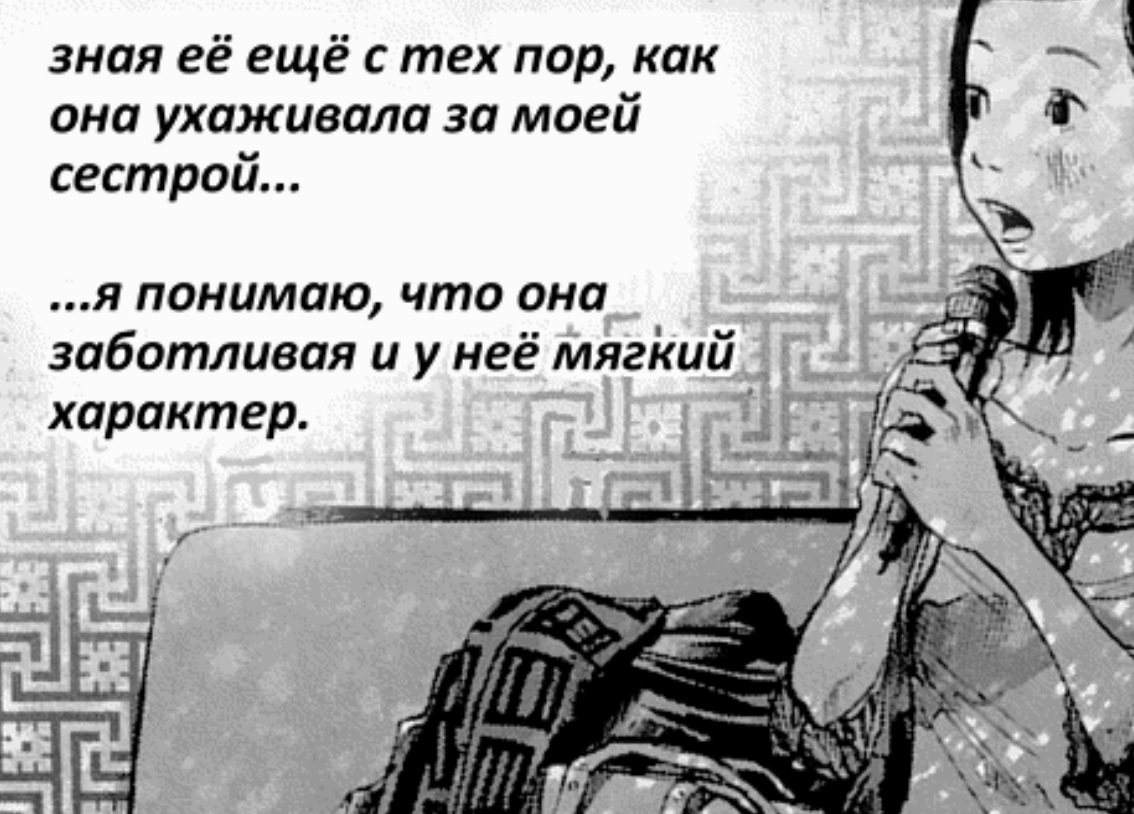 зная её ещё с тех пор, как
она ухаживала за моей
сестрой...
...я понимаю, что она
заботливая и у неё мягкий
характер.